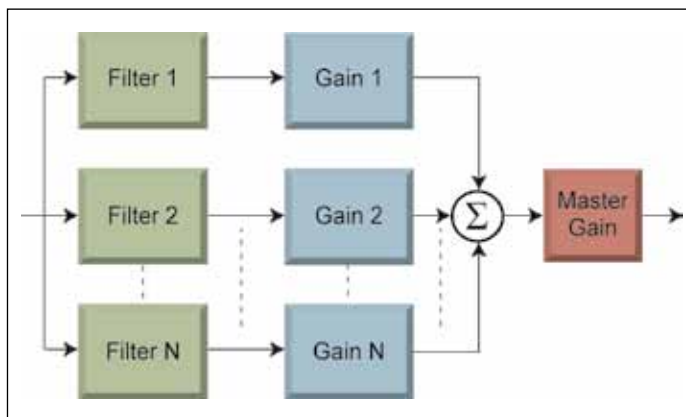 Filter 1
Gain 1
Filter 2
Gain 2
Σ
Master
Gain
Filter N
Gain N